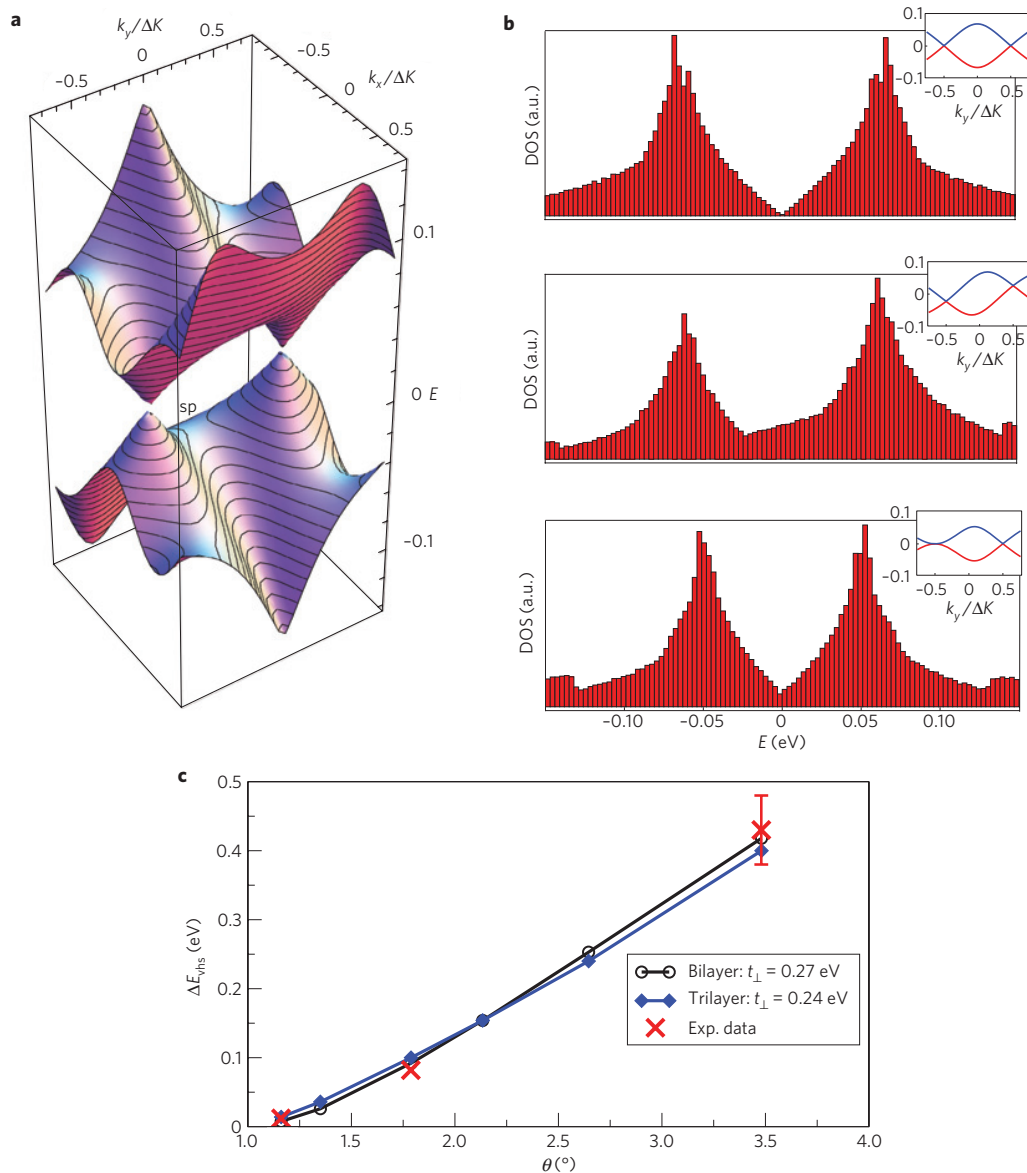 a
k_y/ΔK
0.5
0
−0.5
−0.5
k_x/ΔK
0
0.5
0.1
0 E
−0.1
sp
b
DOS (a.u.)
0.1
0
−0.1
−0.5 0 0.5
k_y/ΔK
DOS (a.u.)
0.1
0
−0.1
−0.5 0 0.5
k_y/ΔK
DOS (a.u.)
0.1
0
−0.1
−0.5 0 0.5
k_y/ΔK
−0.10 −0.05 0 0.05 0.10
E (eV)
c
0.5
0.4
0.3
0.2
0.1
0
ΔE_vhs (eV)
Bilayer: t⊥ = 0.27 eV
Trilayer: t⊥ = 0.24 eV
Exp. data
1.0 1.5 2.0 2.5 3.0 3.5 4.0
θ (°)